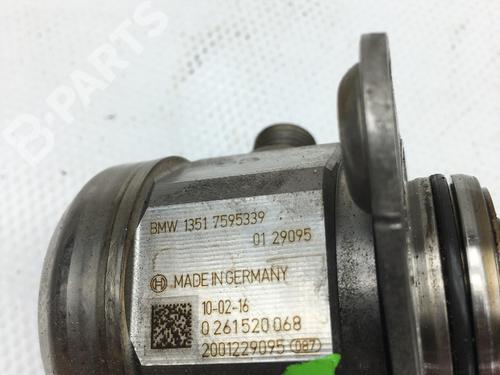 B-PARTS
BMW 1351 7595339
01 29095
MADE IN GERMANY
10-02-16
0 261 520 068
2001229095 087